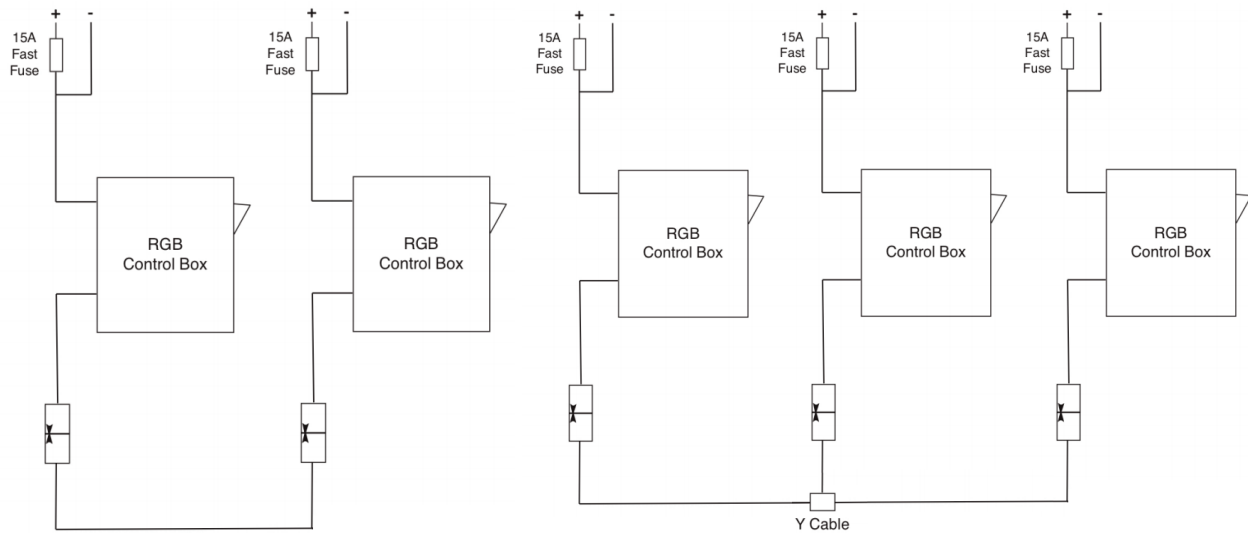 + -
15A
Fast
Fuse
RGB
Control Box
+ -
15A
Fast
Fuse
RGB
Control Box
+ -
15A
Fast
Fuse
RGB
Control Box
+ -
15A
Fast
Fuse
RGB
Control Box
+ -
15A
Fast
Fuse
RGB
Control Box
Y Cable